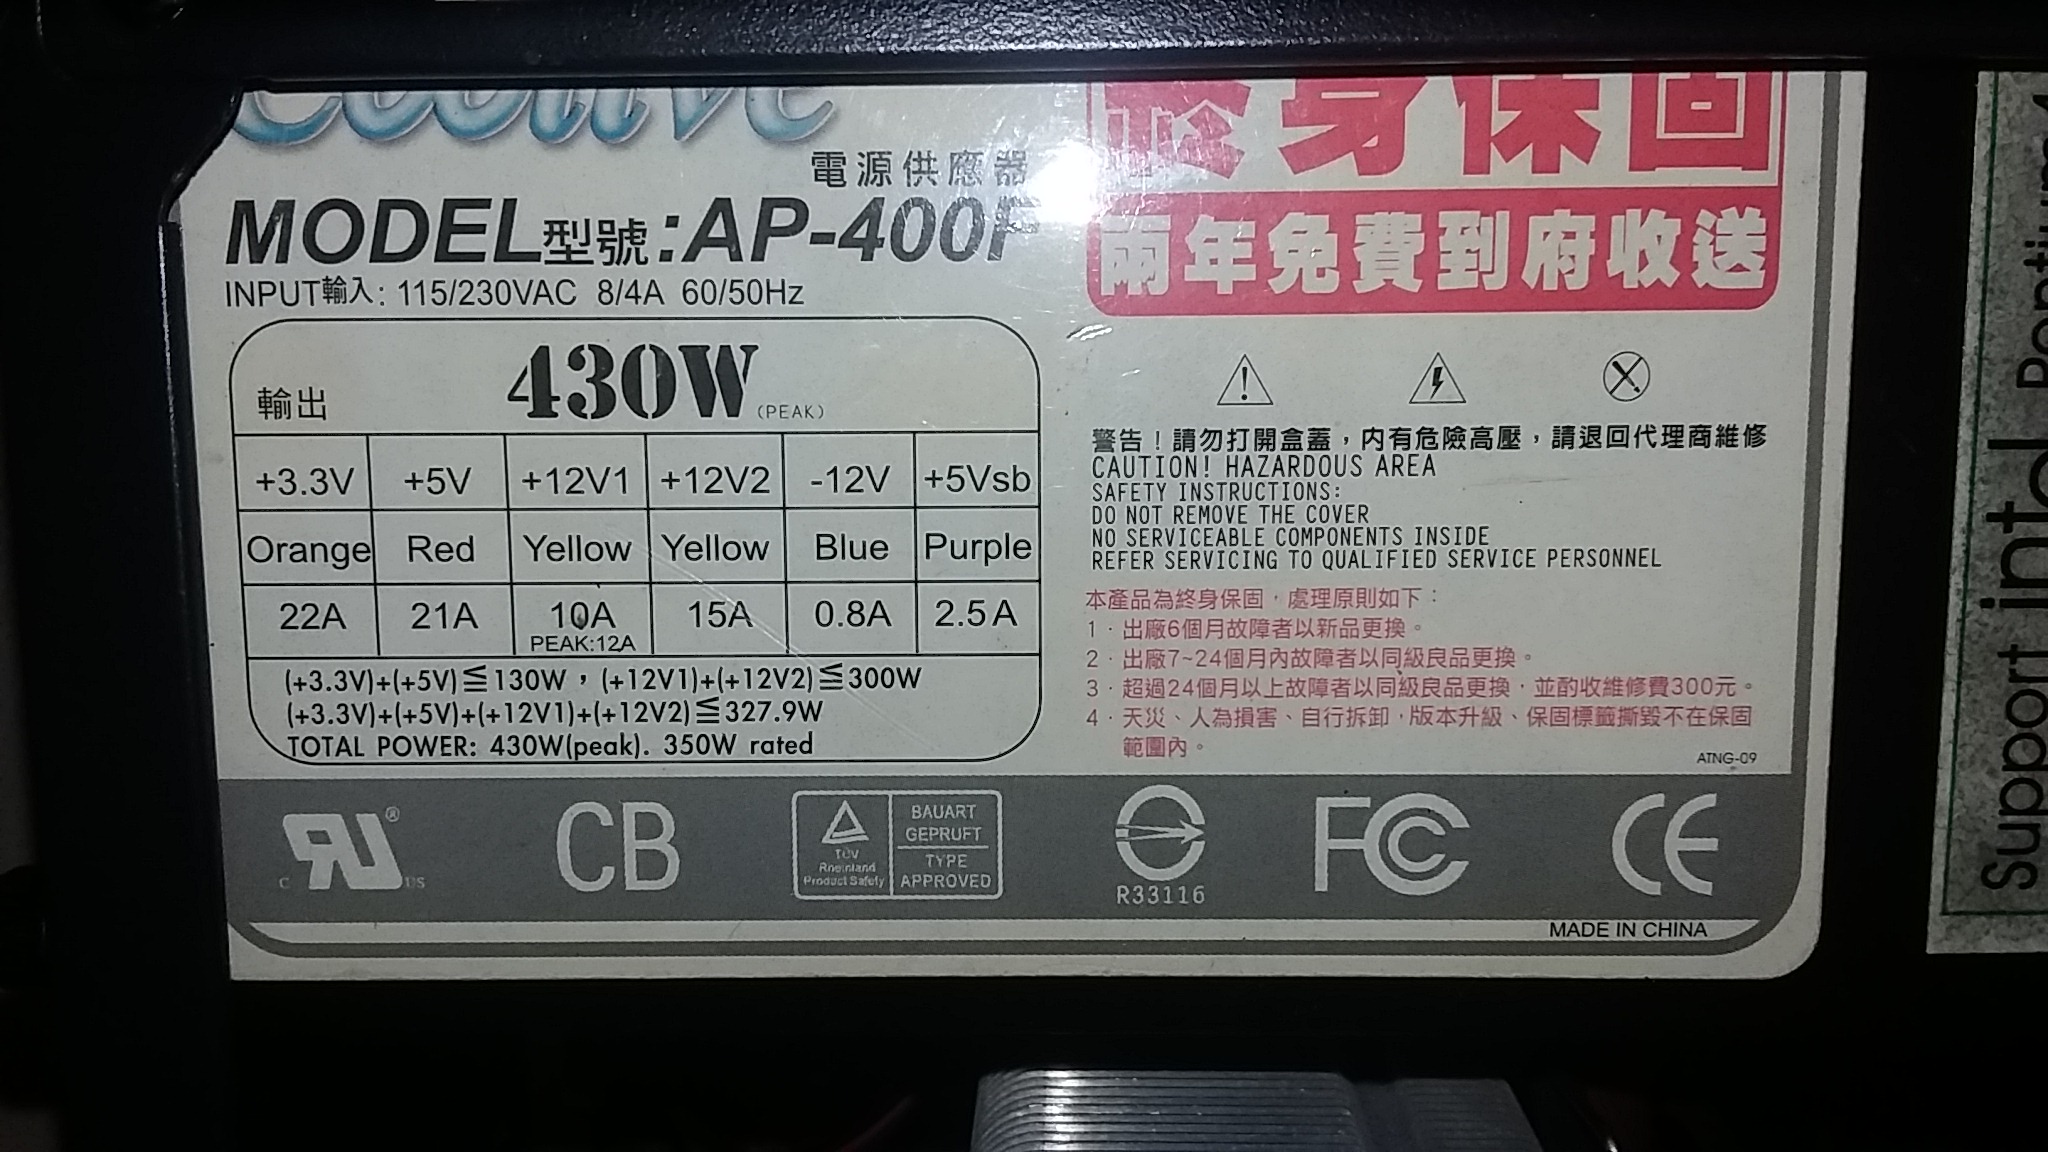 終身保固
兩年免費到府收送
電源供應器
MODEL型號:AP-400F
INPUT輸入: 115/230VAC 8/4A 60/50Hz
輸出 430W (PEAK)
+3.3V +5V +12V1 +12V2 -12V +5Vsb
Orange Red Yellow Yellow Blue Purple
22A 21A 10A 15A 0.8A 2.5A
PEAK:12A
(+3.3V)+(+5V)≦130W，(+12V1)+(+12V2)≦300W
(+3.3V)+(+5V)+(+12V1)+(+12V2)≦327.9W
TOTAL POWER: 430W(peak). 350W rated
警告！請勿打開盒蓋，內有危險高壓，請退回代理商維修
CAUTION! HAZARDOUS AREA
SAFETY INSTRUCTIONS:
DO NOT REMOVE THE COVER
NO SERVICEABLE COMPONENTS INSIDE
REFER SERVICING TO QUALIFIED SERVICE PERSONNEL
本產品為終身保固，處理原則如下：
1．出廠6個月故障者以新品更換。
2．出廠7~24個月內故障者以同級良品更換。
3．超過24個月以上故障者以同級良品更換，並酌收維修費300元。
4．天災、人為損害、自行拆卸，版本升級、保固標籤撕毀不在保固
範圍內。
ATNG-09
C RU ® US
CB
TÜV
Rheinland
Product Safety
BAUART
GEPRUFT
TYPE
APPROVED
R33116
FC
CE
MADE IN CHINA
Support intel Pentium 4